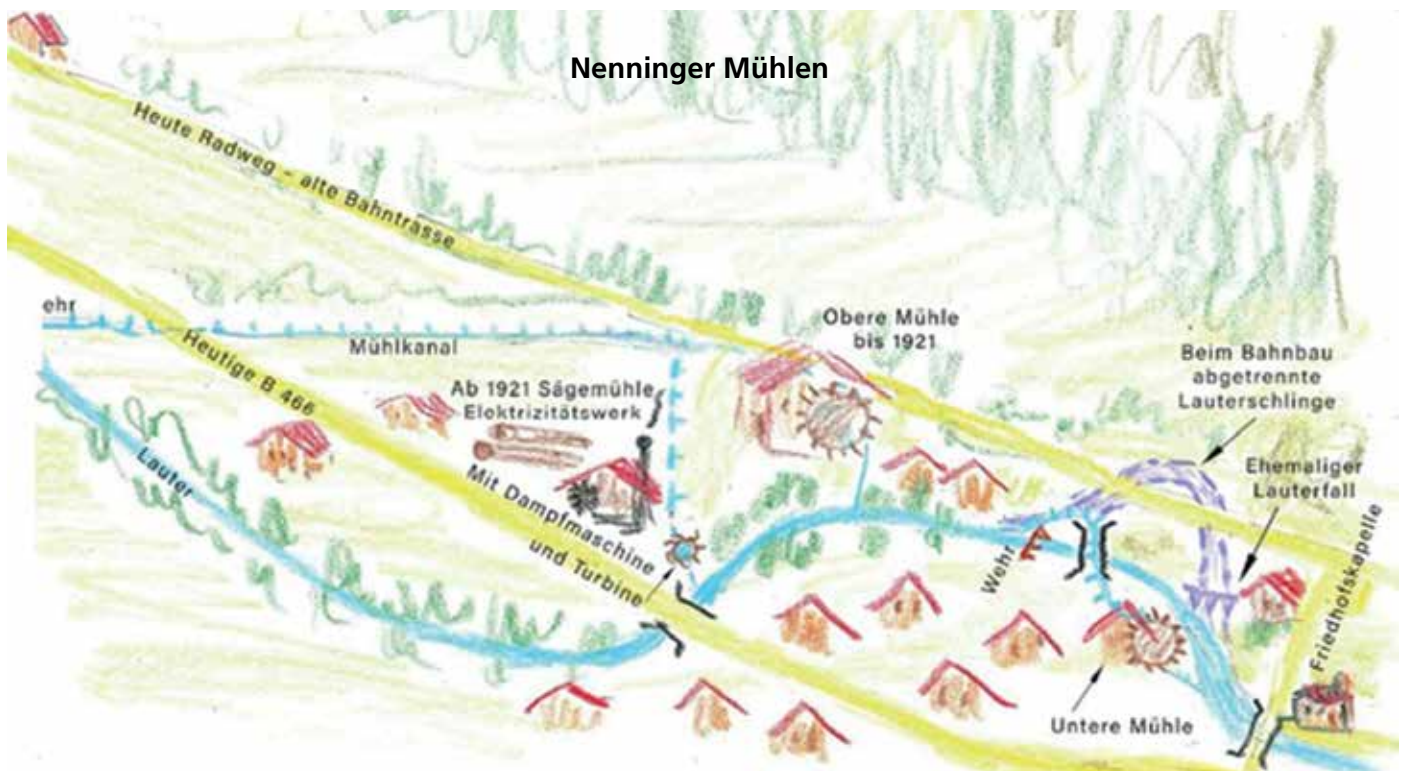 Nenninger Mühlen
Heute Radweg - alte Bahntrasse
ehr
Mühlkanal
Heutige B 466
Obere Mühle
bis 1921
Beim Bahnbau
abgetrennte
Lauterschlinge
Ab 1921 Sägemühle
Elektrizitätswerk
Ehemaliger
Lauterfall
Lauter
Mit Dampfmaschine
und Turbine
Wehr
Friedhofskapelle
Untere Mühle